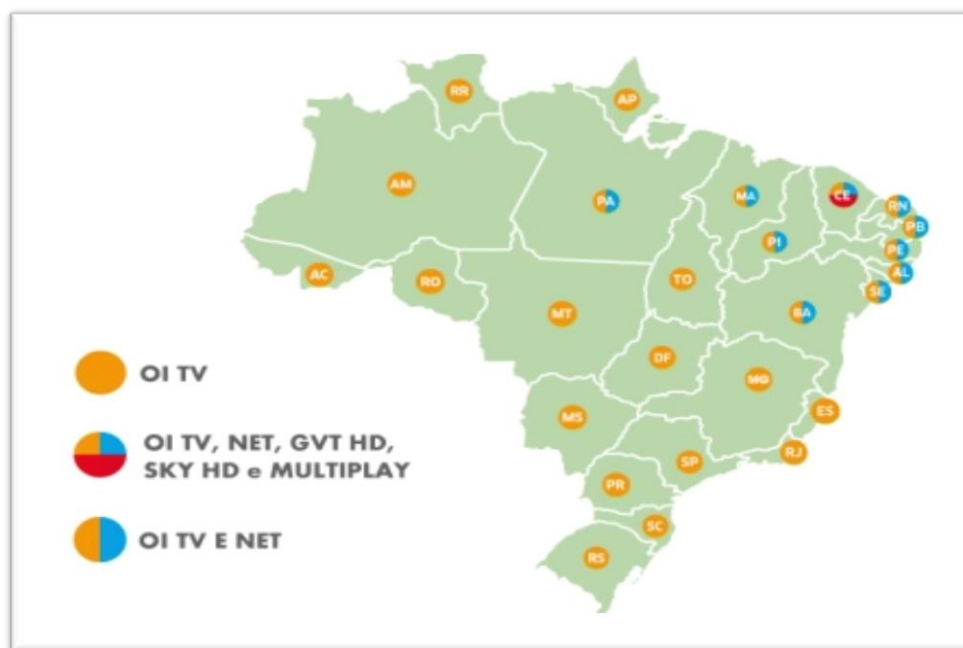 RR
AP
AM
PA
MA
CE
RN
PB
PI
PE
AL
AC
RO
TO
SE
MT
BA
DF
MG
OI TV
MS
ES
OI TV, NET, GVT HD,
SKY HD e MULTIPLAY
RJ
SP
PR
SC
OI TV E NET
RS